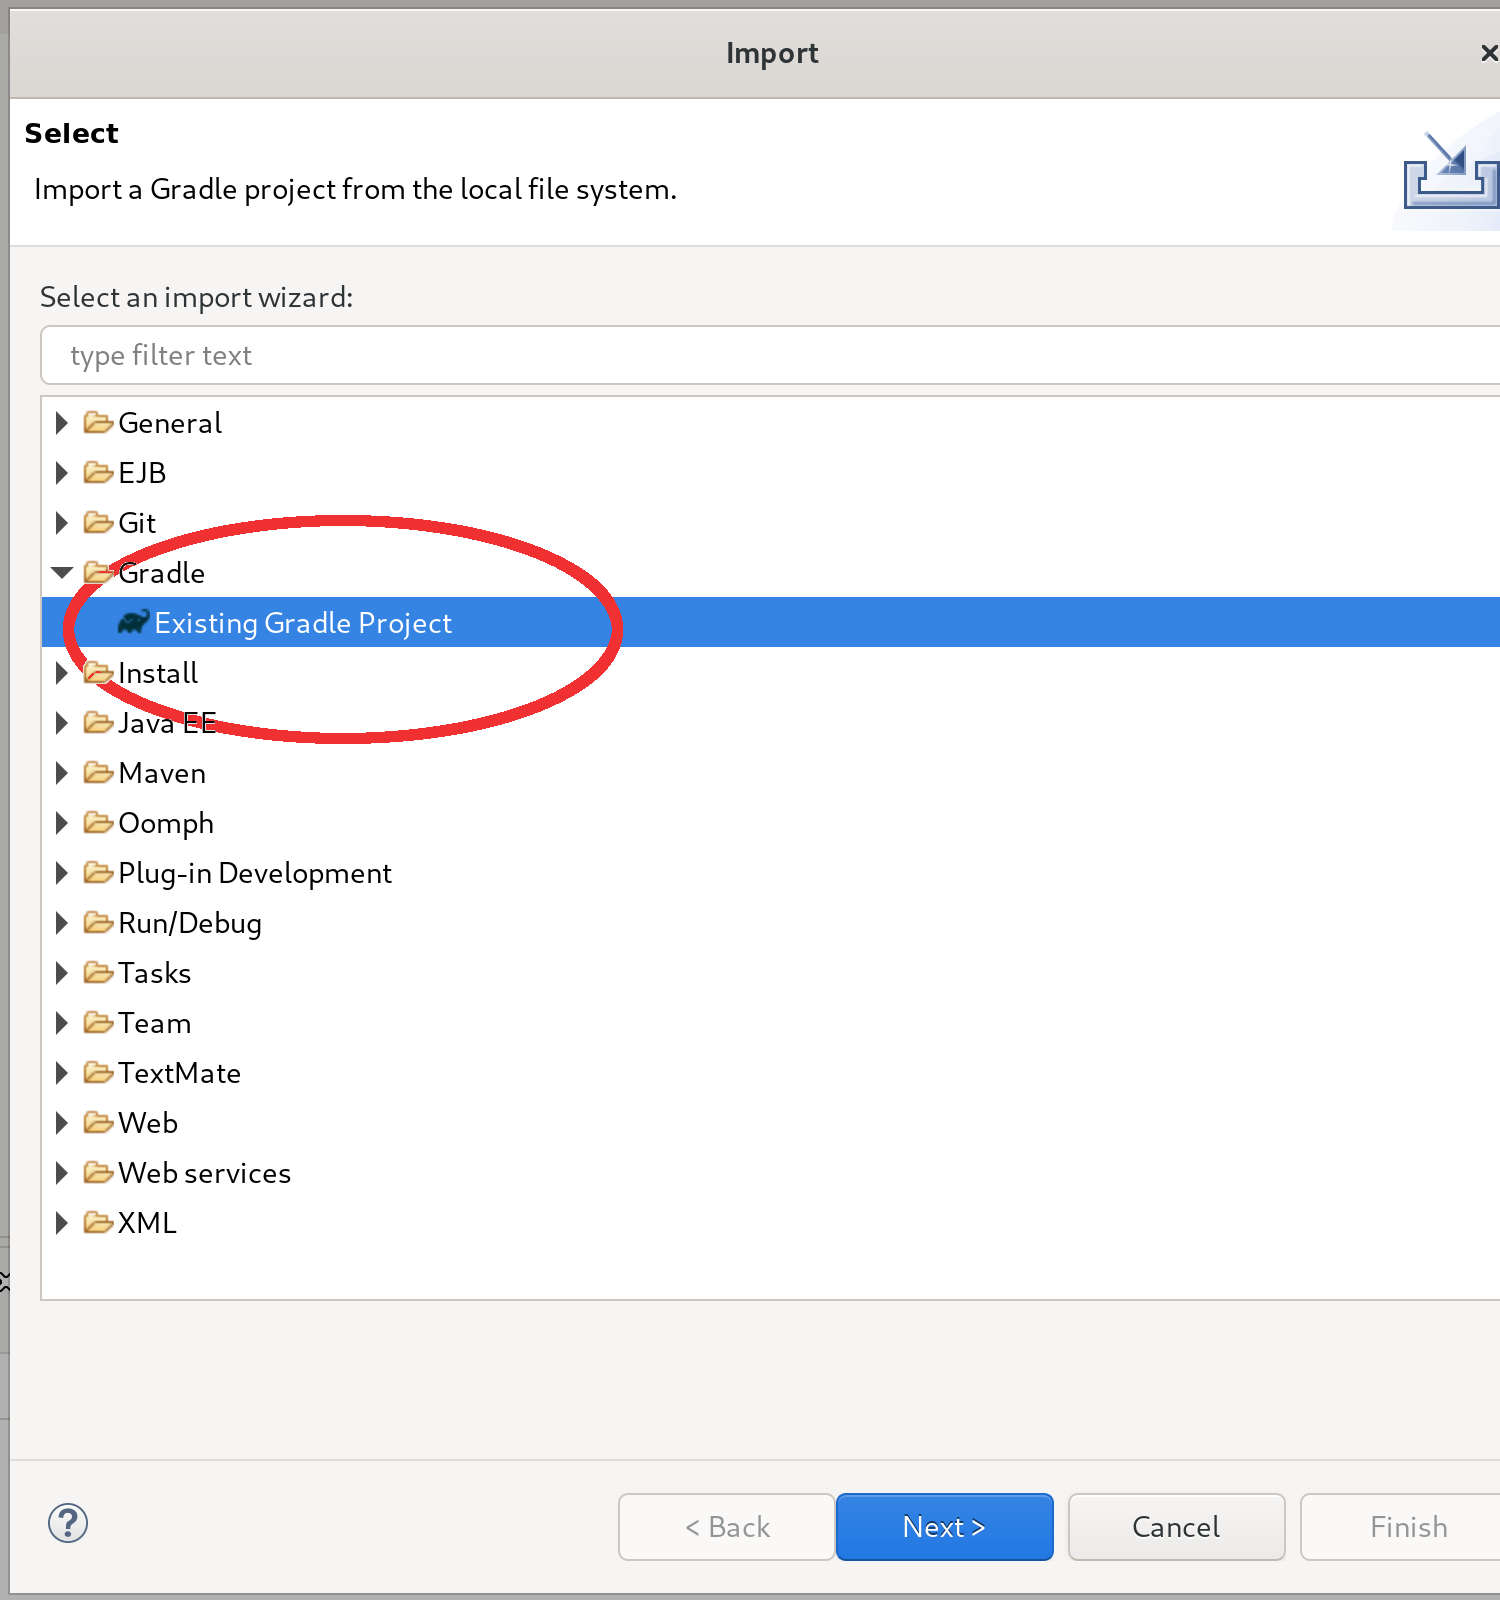 Import
Select
Import a Gradle project from the local file system.
Select an import wizard:
type filter text
General
EJB
Git
Gradle
Existing Gradle Project
Install
Java EE
Maven
Oomph
Plug-in Development
Run/Debug
Tasks
Team
TextMate
Web
Web services
XML
? < Back Next > Cancel Finish